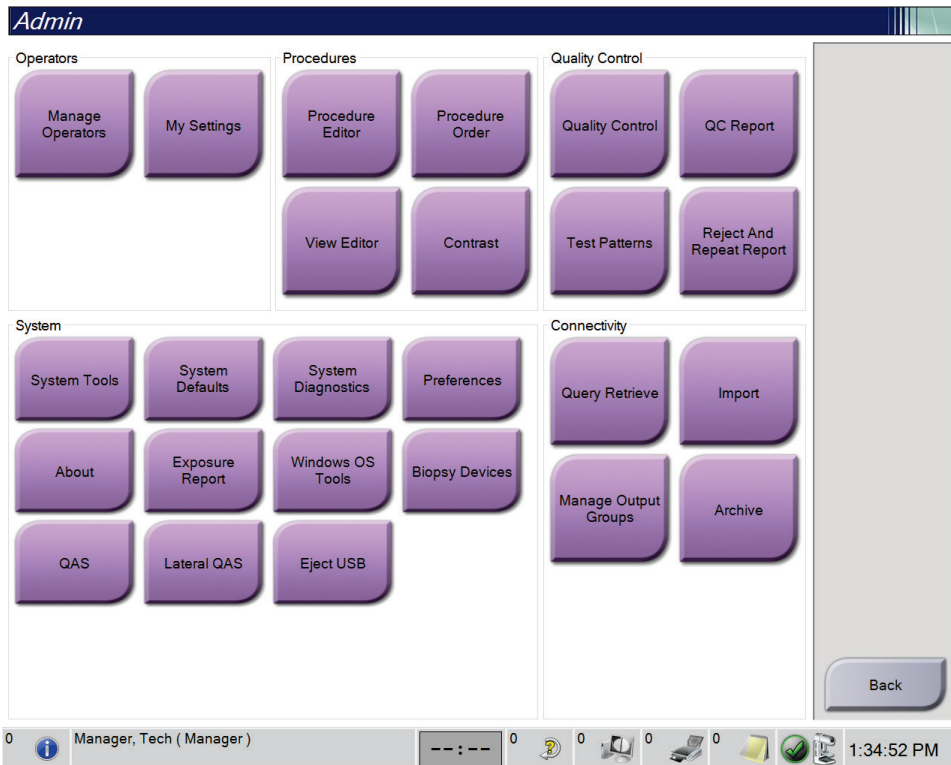 Admin
Operators
Manage
Operators
My Settings
Procedures
Procedure
Editor
Procedure
Order
View Editor
Contrast
Quality Control
Quality Control
QC Report
Test Patterns
Reject And
Repeat Report
System
System Tools
System
Defaults
System
Diagnostics
Preferences
About
Exposure
Report
Windows OS
Tools
Biopsy Devices
QAS
Lateral QAS
Eject USB
Connectivity
Query Retrieve
Import
Manage Output
Groups
Archive
Back
0
Manager, Tech ( Manager )
--:--
0
0
0
0
1:34:52 PM